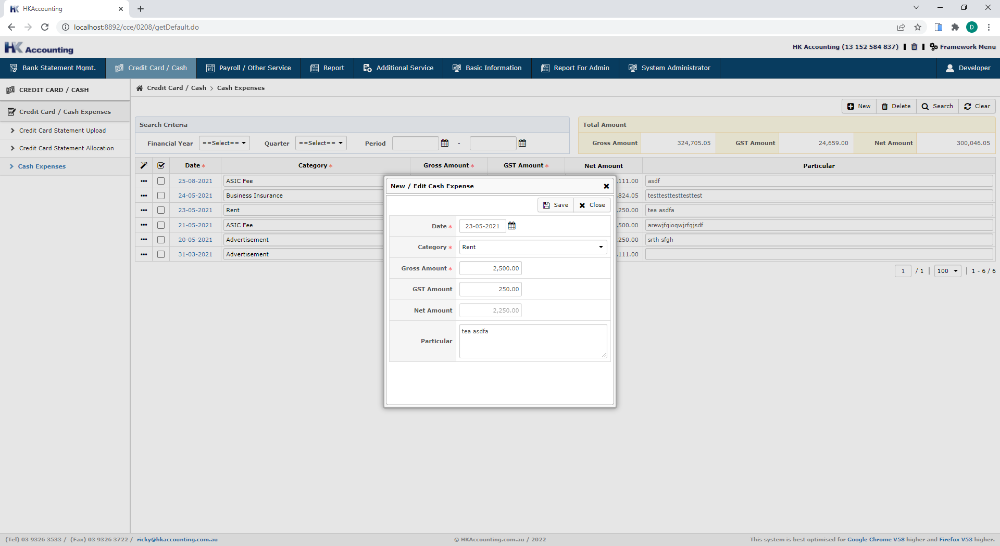 HKAccounting
localhost:8892/cce/0208/getDefault.do
D
HK Accounting
HK Accounting (13 152 584 837)
Framework Menu
Bank Statement Mgmt.
Credit Card / Cash
Payroll / Other Service
Report
Additional Service
Basic Information
Report For Admin
System Administrator
Developer
CREDIT CARD / CASH
Credit Card / Cash Expenses
Credit Card Statement Upload
Credit Card Statement Allocation
Cash Expenses
Credit Card / Cash > Cash Expenses
New
Delete
Search
Clear
Search Criteria
Financial Year ==Select== Quarter ==Select== Period -
Total Amount
Gross Amount 324,705.05 GST Amount 24,659.00 Net Amount 300,046.05
Date * Category * Gross Amount * GST Amount * Net Amount Particular
25-08-2021 ASIC Fee .111.00 asdf
24-05-2021 Business Insurance .824.05 testtesttesttesttest
23-05-2021 Rent .250.00 tea asdfa
21-05-2021 ASIC Fee .500.00 arewjfgioqwjrfgjsdf
20-05-2021 Advertisement .250.00 srth sfgh
31-03-2021 Advertisement .111.00
1 / 1 | 100 | 1 - 6 / 6
New / Edit Cash Expense
Save
Close
Date * 23-05-2021
Category * Rent
Gross Amount * 2,500.00
GST Amount 250.00
Net Amount 2,250.00
Particular tea asdfa
(Tel) 03 9326 3533 / (Fax) 03 9326 3722 / ricky@hkaccounting.com.au
© HKAccounting.com.au / 2022
This system is best optimised for Google Chrome V58 higher and Firefox V53 higher.